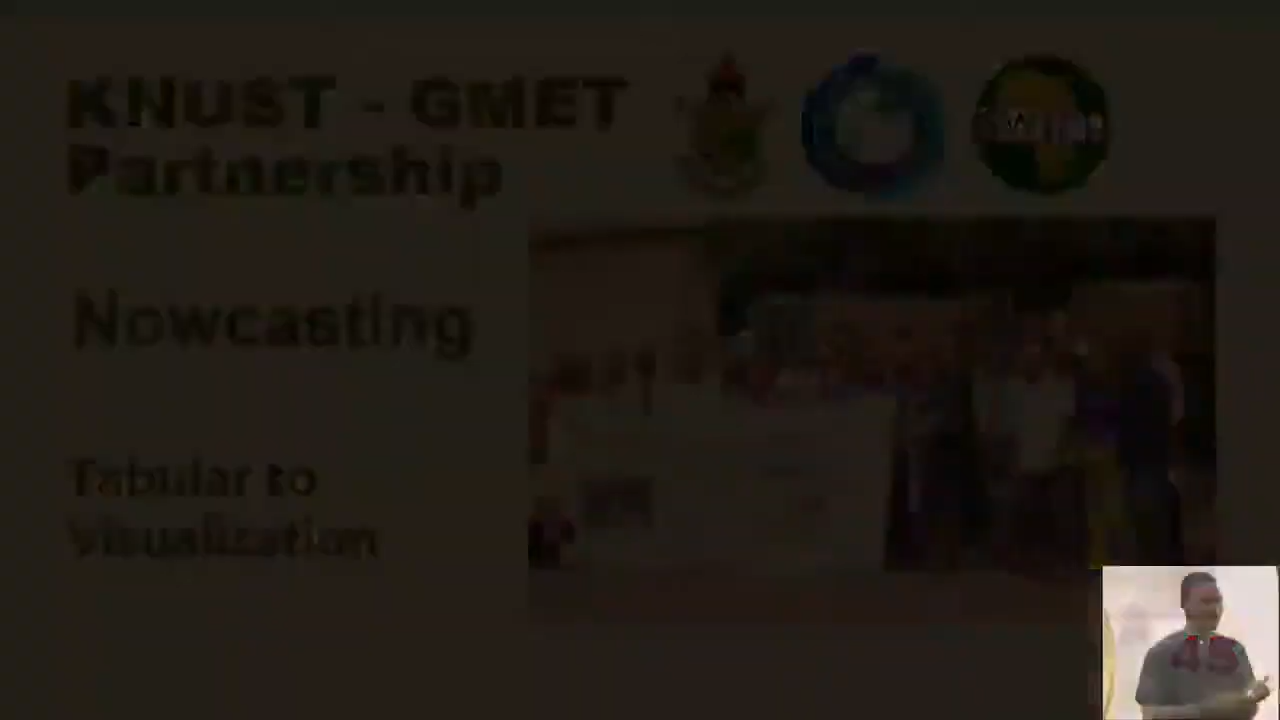 KNUST - GMET
Partnership
Nowcasting
Tabular to
Visualization